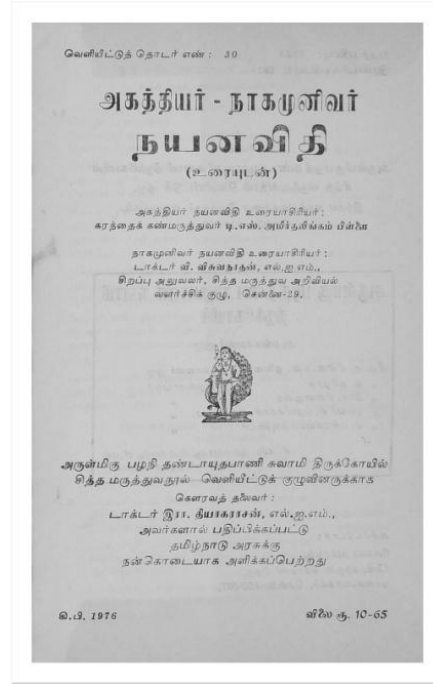 வெளியீட்டுத் தொடர் எண் : 30
அகத்தியர் - நாகமுனிவர்
நயனவிதி
(உரையுடன்)
அகத்தியர் நயனவிதி உரையாசிரியர் :
கரந்தைக் கண்மருத்துவர் டி.எஸ். அமிர்தலிங்கம் பிள்ளை
நாகமுனிவர் நயனவிதி உரையாசிரியர் :
டாக்டர் வி. விசுவநாதன், எல்.ஐ.எம்.,
சிறப்பு அலுவலர், சித்த மருத்துவ அறிவியல்
வளர்ச்சிக் குழு, சென்னை-29.
அருள்மிகு பழநி தண்டாயுதபாணி சுவாமி திருக்கோயில்
சித்த மருத்துவநூல் வெளியீட்டுக் குழுவினருக்காக
கௌரவத் தலைவர் :
டாக்டர் இரா. தியாகராசன், எல்.ஐ.எம்.,
அவர்களால் பதிப்பிக்கப்பட்டு
தமிழ்நாடு அரசுக்கு
நன்கொடையாக அளிக்கப்பெற்றது
கி.பி. 1976
விலை ரூ. 10-65